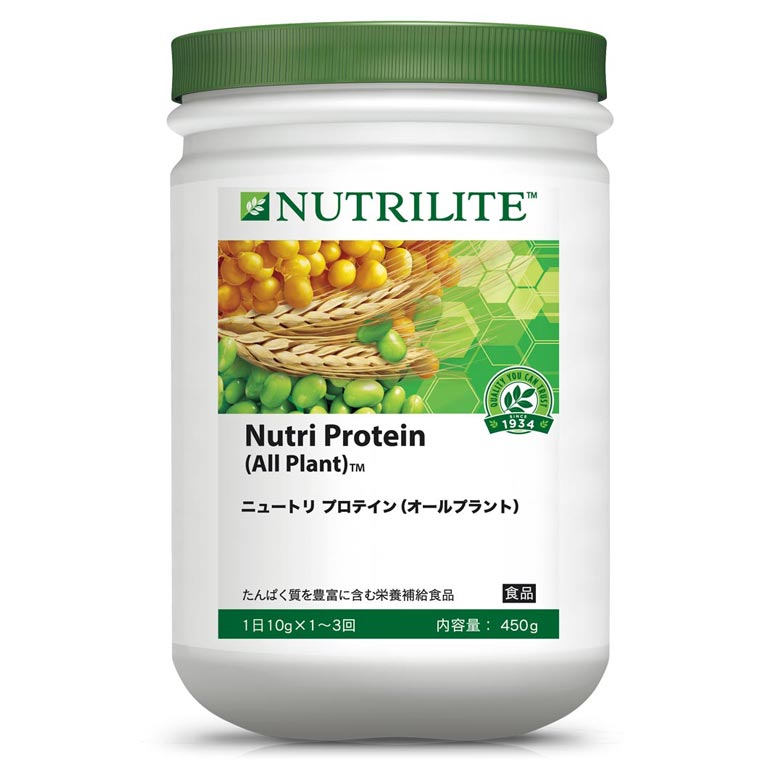 NUTRILITE™
QUALITY YOU CAN TRUST
SINCE
1934
Nutri Protein
(All Plant)™
ニュートリ プロテイン(オールプラント)
たんぱく質を豊富に含む栄養補給食品
食品
1日10g×1〜3回 内容量: 450g